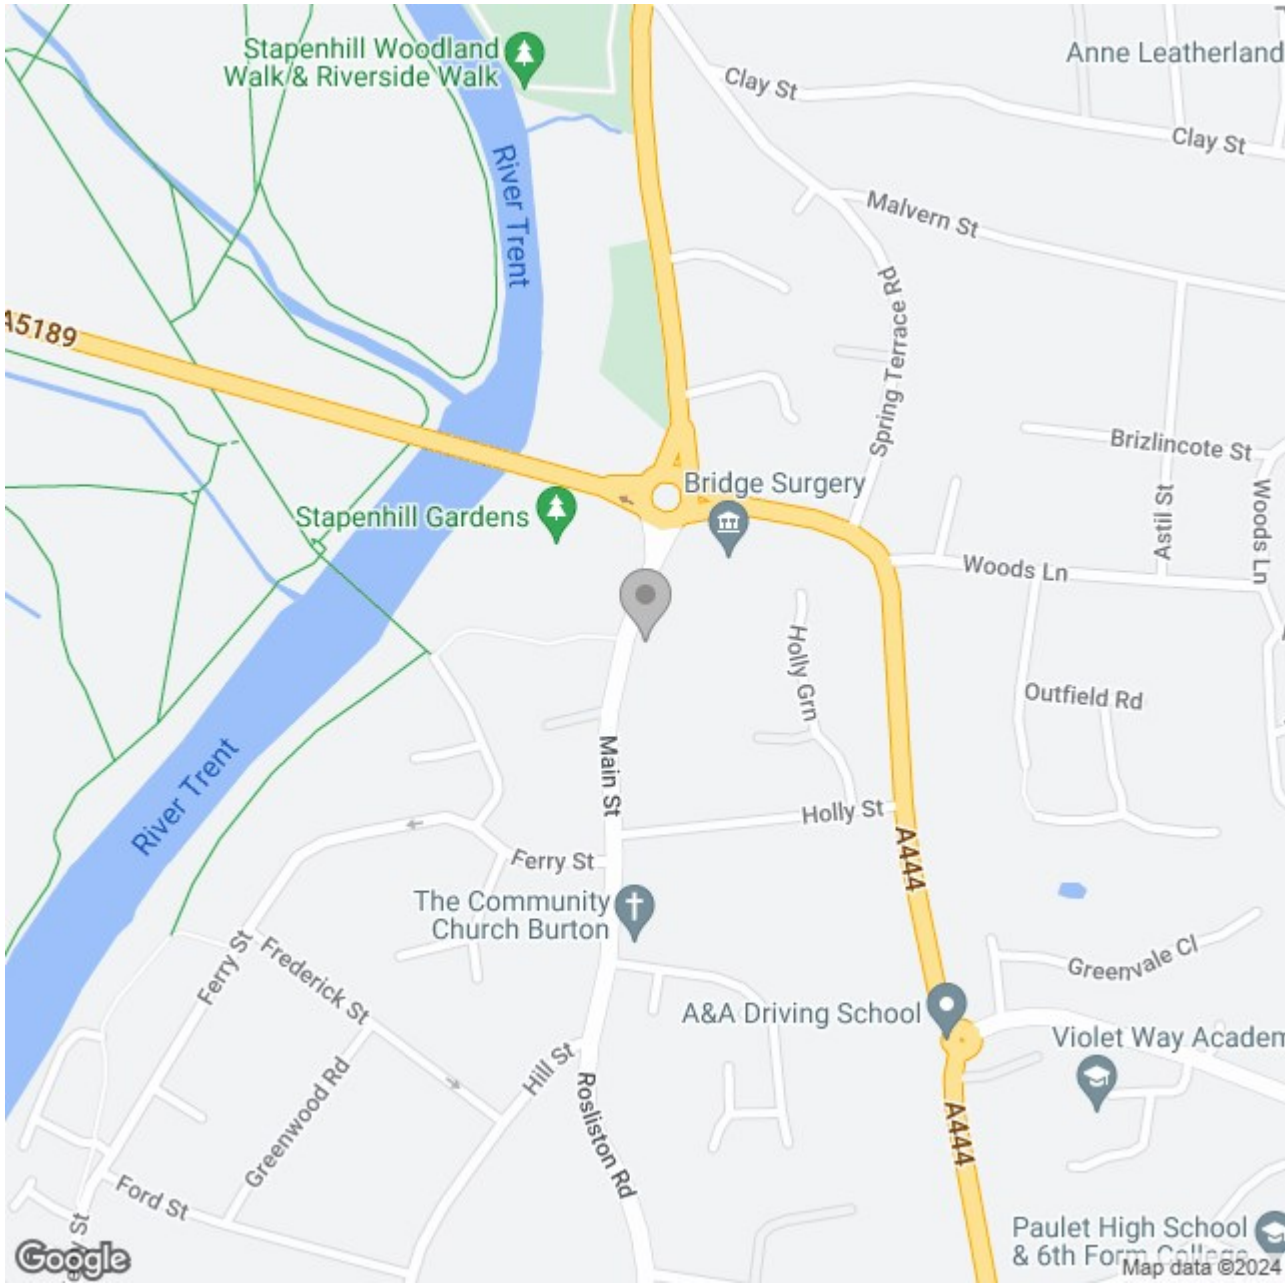 Stapenhill Woodland
Walk & Riverside Walk
Anne Leatherland
Clay St
Clay St
River Trent
Malvern St
A5189
Spring Terrace Rd
Brizlincote St
Bridge Surgery
Stapenhill Gardens
Astil St
Woods Ln
Woods Ln
Holly Grn
Outfield Rd
Main St
River Trent
Holly St
Ferry St
A444
The Community
Church Burton
Ferry St
Frederick St
Greenvale Cl
A&A Driving School
Violet Way Academ
Hill St
Greenwood Rd
Rosliston Rd
A444
Ford St
Paulet High School
& 6th Form College
Google
Map data ©2024